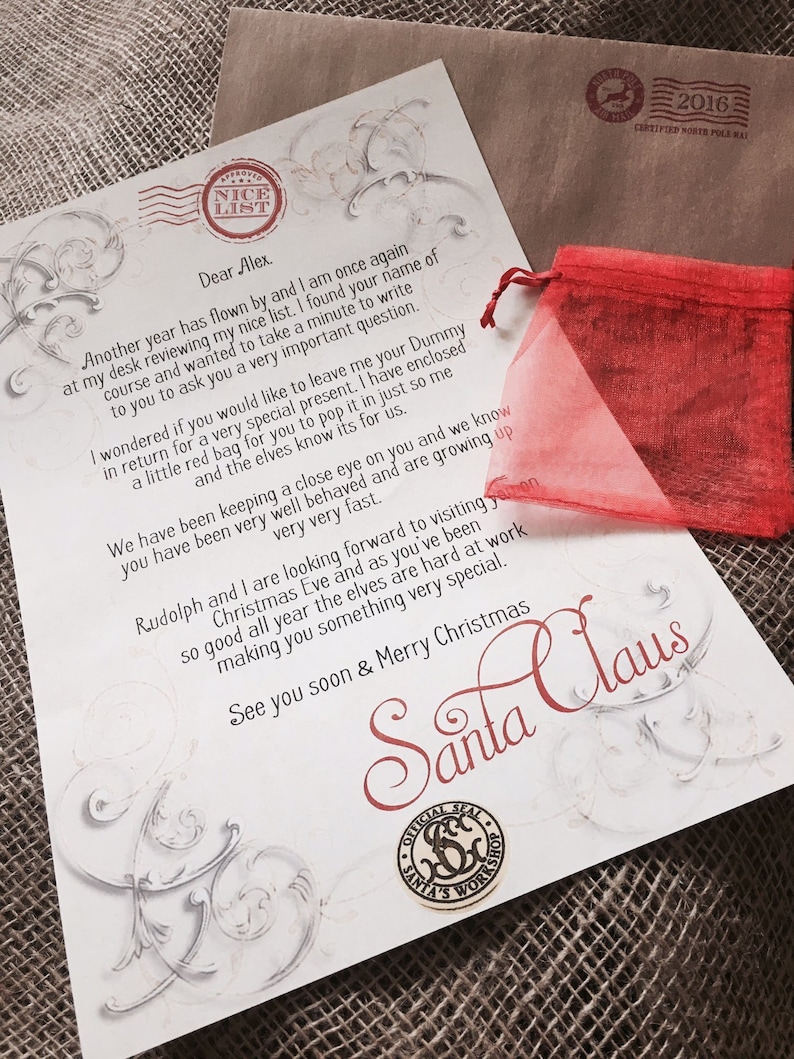 NORTH POLE
AIR MAIL
2016
CERTIFIED NORTH POLE MAI
APPROVED
NICE
LIST
Dear Alex.
Another year has flown by and I am once again
at my desk reviewing my nice list. I found your name of
course and wanted to take a minute to write
to you to ask you a very important question.
I wondered if you would like to leave me your Dummy
in return for a very special present. I have enclosed
a little red bag for you to pop it in just so me
and the elves know its for us.
We have been keeping a close eye on you and we know
you have been very well behaved and are growing up
very very fast.
Rudolph and I are looking forward to visiting you on
Christmas Eve and as you've been
so good all year the elves are hard at work
making you something very special.
See you soon & Merry Christmas
Santa Claus
OFFICIAL SEAL
SC
SANTA'S WORKSHOP